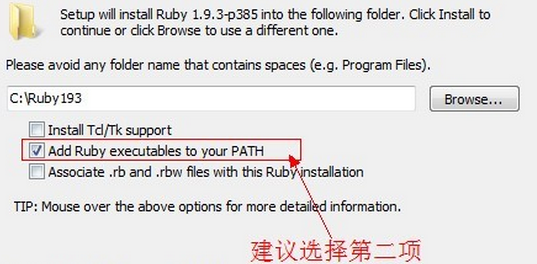 Setup will install Ruby 1.9.3-p385 into the following folder. Click Install to
continue or click Browse to use a different one.
Please avoid any folder name that contains spaces (e.g. Program Files).
C:\Ruby193
Browse...
Install Tcl/Tk support
Add Ruby executables to your PATH
Associate .rb and .rbw files with this Ruby installation
TIP: Mouse over the above options for more detailed information.
建议选择第二项